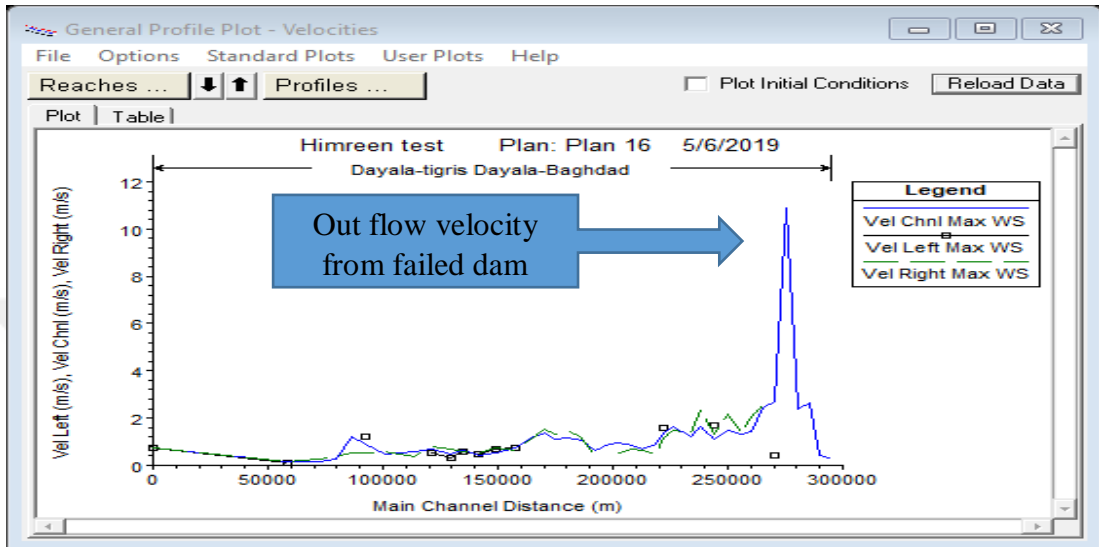 General Profile Plot - Velocities
File Options Standard Plots User Plots Help
Reaches ... Profiles ... Plot Initial Conditions Reload Data
Plot Table
Himreen test Plan: Plan 16 5/6/2019
Dayala-tigris Dayala-Baghdad
Out flow velocity
from failed dam
Legend
Vel Chnl Max WS
Vel Left Max WS
Vel Right Max WS
Vel Left (m/s), Vel Chnl (m/s), Vel Right (m/s)
12
10
8
6
4
2
0
0 50000 100000 150000 200000 250000 300000
Main Channel Distance (m)